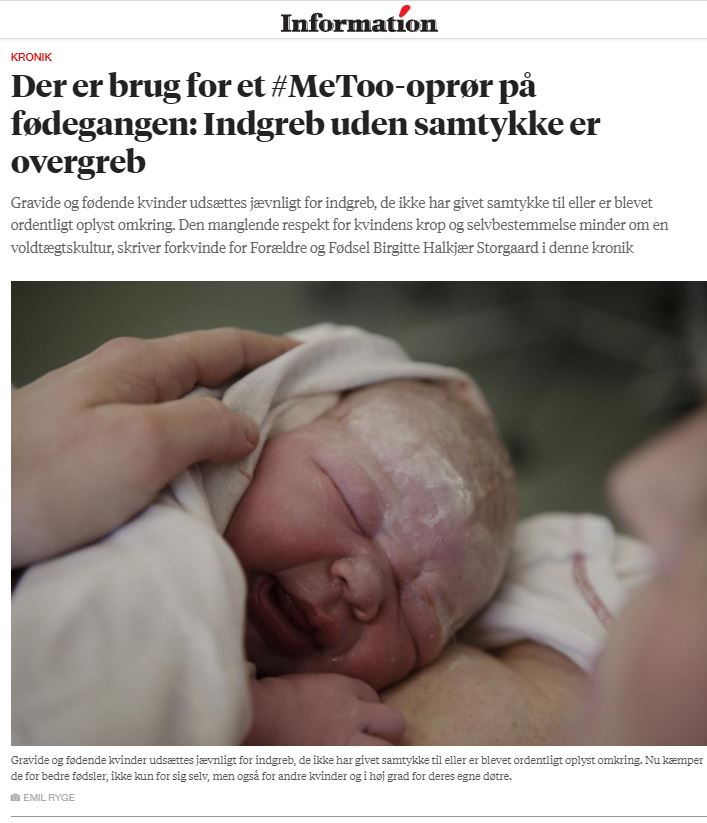 Information
KRONIK
Der er brug for et #MeToo-oprør på
fødegangen: Indgreb uden samtykke er
overgreb
Gravide og fødende kvinder udsættes jævnligt for indgreb, de ikke har givet samtykke til eller er blevet
ordentligt oplyst omkring. Den manglende respekt for kvindens krop og selvbestemmelse minder om en
voldtægtskultur, skriver forkvinde for Forældre og Fødsel Birgitte Halkjær Storgaard i denne kronik
Gravide og fødende kvinder udsættes jævnligt for indgreb, de ikke har givet samtykke til eller er blevet ordentligt oplyst omkring. Nu kæmper
de for bedre fødsler, ikke kun for sig selv, men også for andre kvinder og i høj grad for deres egne døtre.
EMIL RYGE